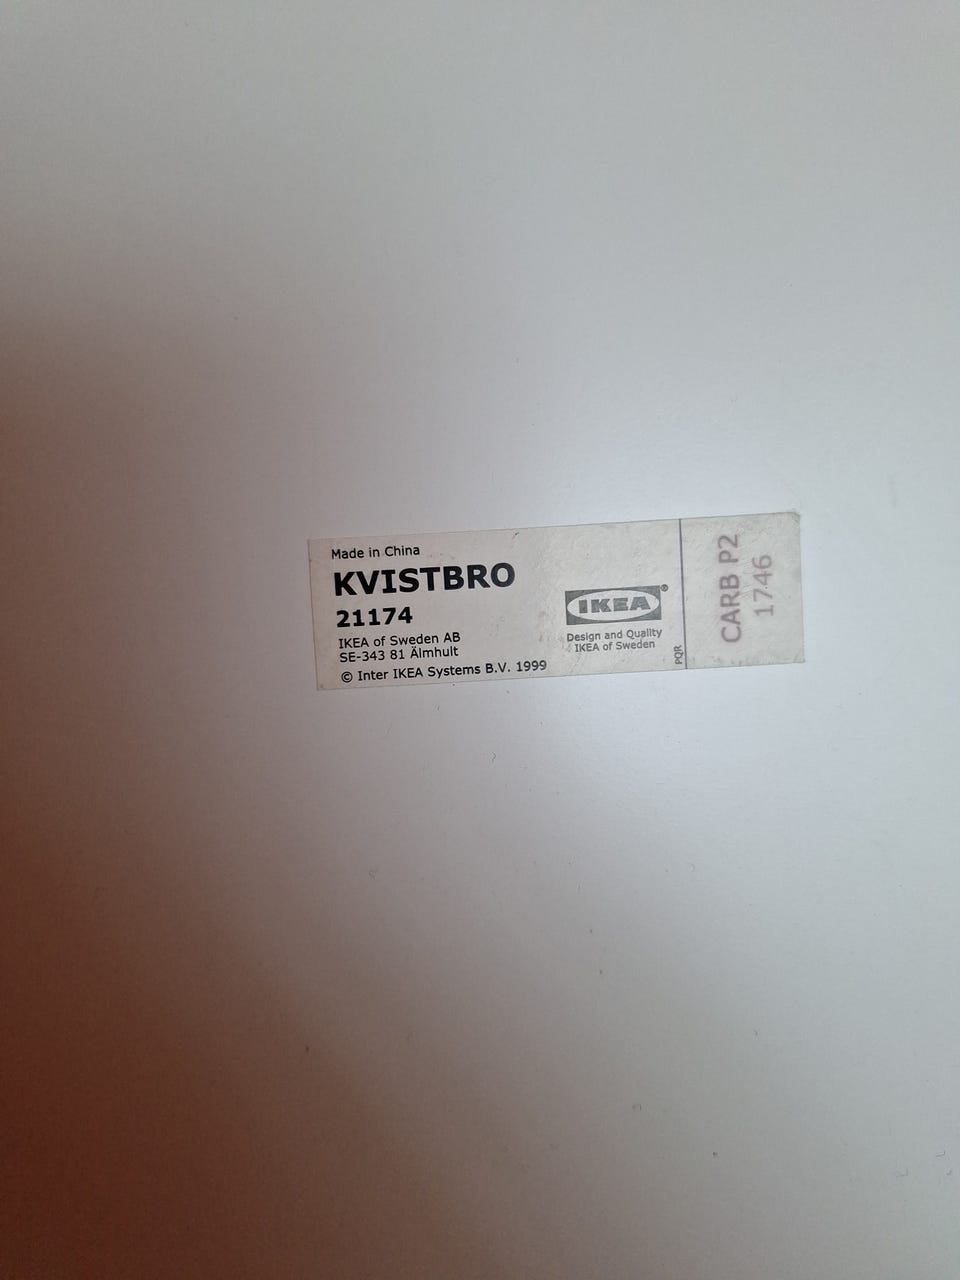 Made in China
KVISTBRO
21174
IKEA of Sweden AB
SE-343 81 Älmhult
© Inter IKEA Systems B.V. 1999
IKEA®
Design and Quality
IKEA of Sweden
PQR
CARB P2
1746